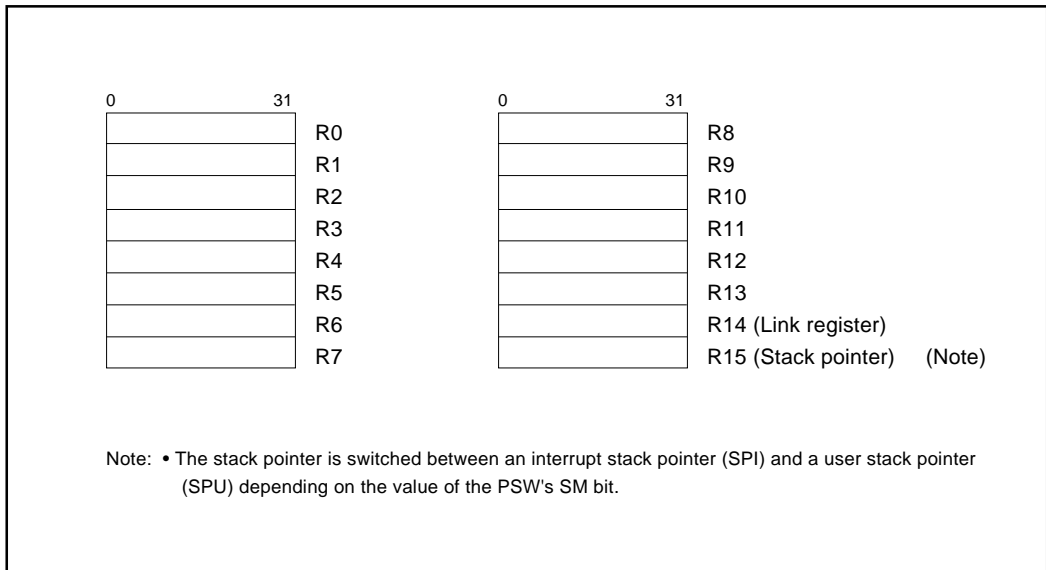 0 31
R0
R1
R2
R3
R4
R5
R6
R7
0 31
R8
R9
R10
R11
R12
R13
R14 (Link register)
R15 (Stack pointer) (Note)
Note: • The stack pointer is switched between an interrupt stack pointer (SPI) and a user stack pointer
(SPU) depending on the value of the PSW's SM bit.